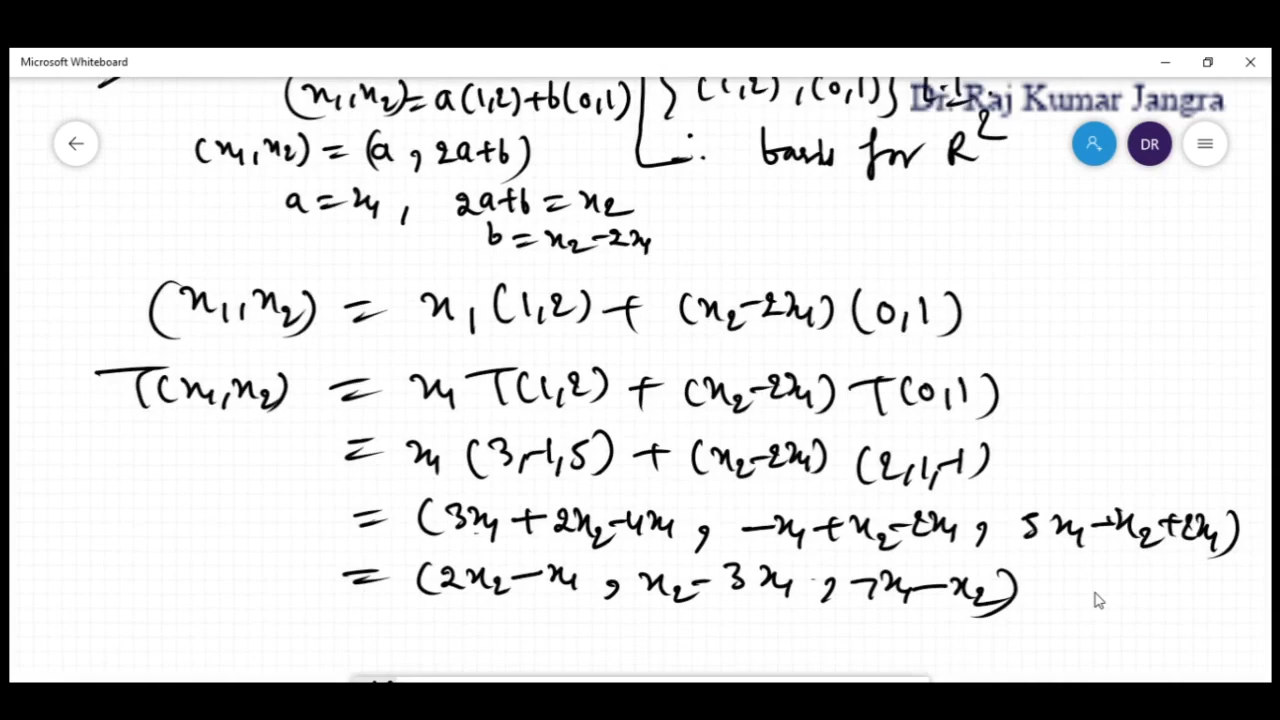 Microsoft Whiteboard
(x₁,x₂)=a(1,2)+b(0,1) } (1,2), (0,1)}
Dr. Raj Kumar Jangra
DR
(x₁,x₂) = (a, 2a+b) ∴ basis for R²
a = x₁, 2a+b = x₂
b = x₂-2x₁
(x₁,x₂) = x₁(1,2) + (x₂-2x₁)(0,1)
T(x₁,x₂) = x₁ T(1,2) + (x₂-2x₁) T(0,1)
= x₁ (3,-1,5) + (x₂-2x₁) (2,1,-1)
= (3x₁+2x₂-4x₁, -x₁+x₂-2x₁, 5x₁-x₂+2x₁)
= (2x₂-x₁, x₂-3x₁, 7x₁-x₂)